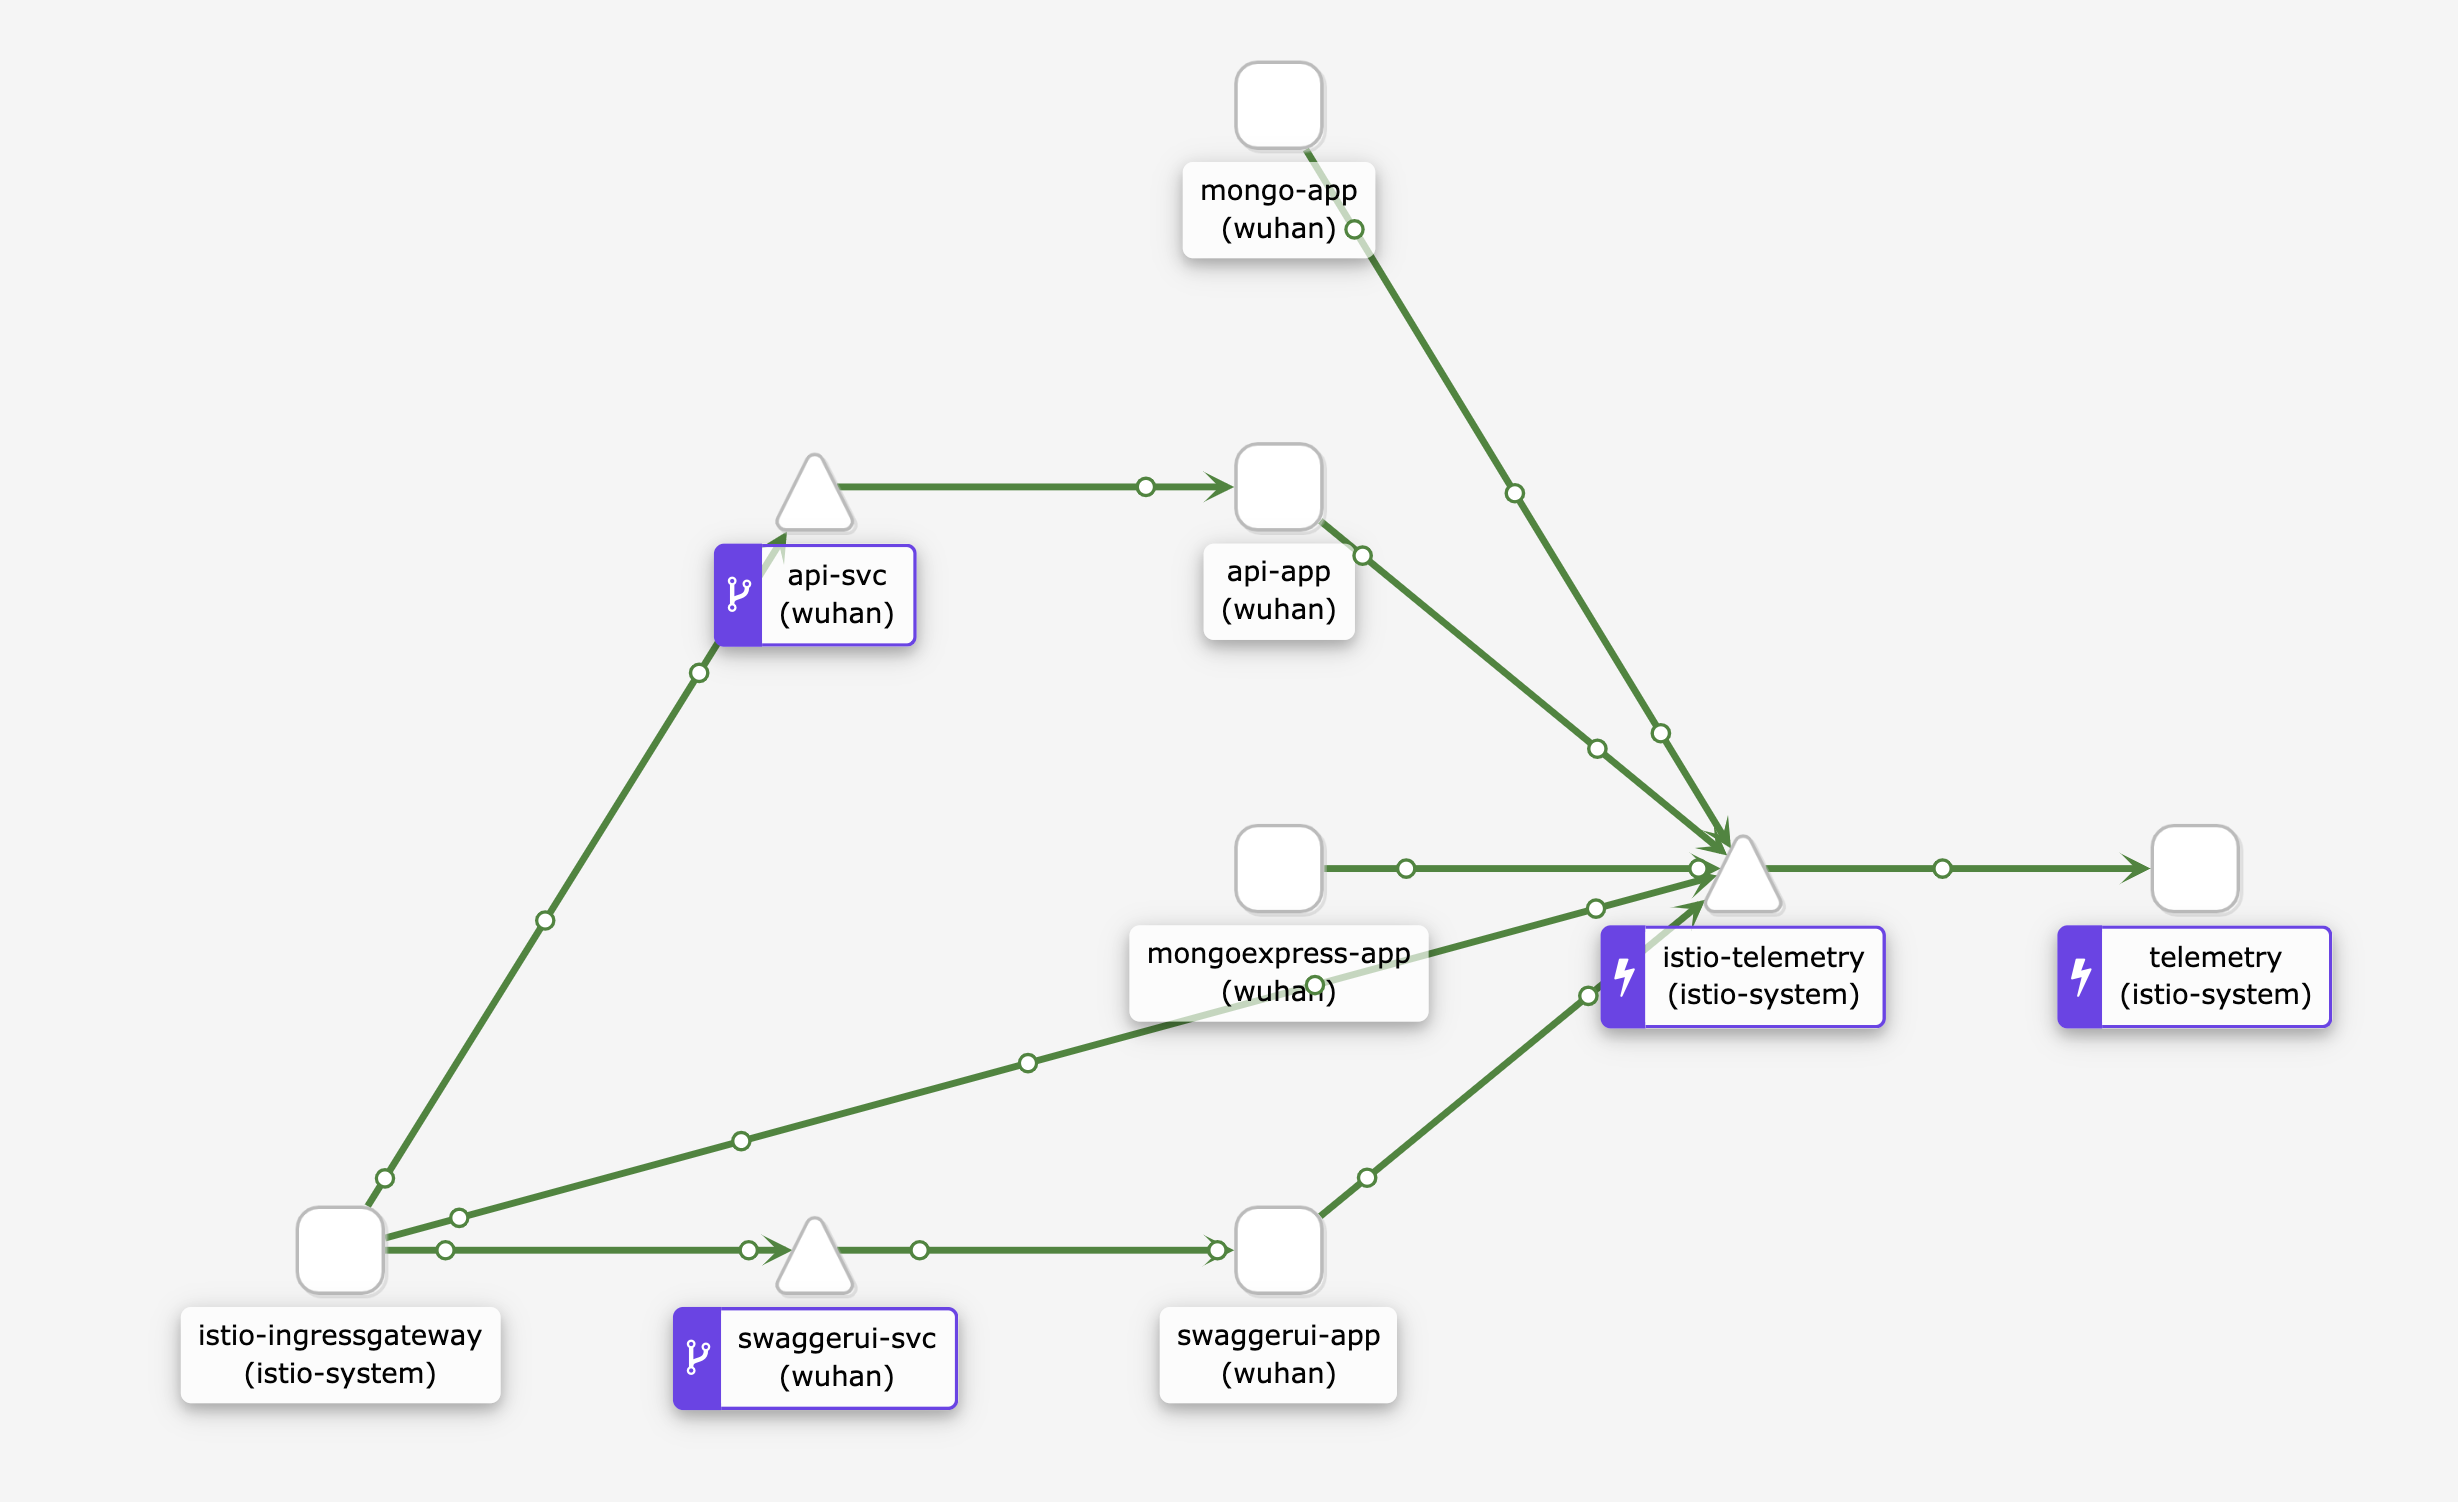 mongo-app
(wuhan)
api-svc
(wuhan)
api-app
(wuhan)
mongoexpress-app
(wuhan)
istio-telemetry
(istio-system)
telemetry
(istio-system)
istio-ingressgateway
(istio-system)
swaggerui-svc
(wuhan)
swaggerui-app
(wuhan)